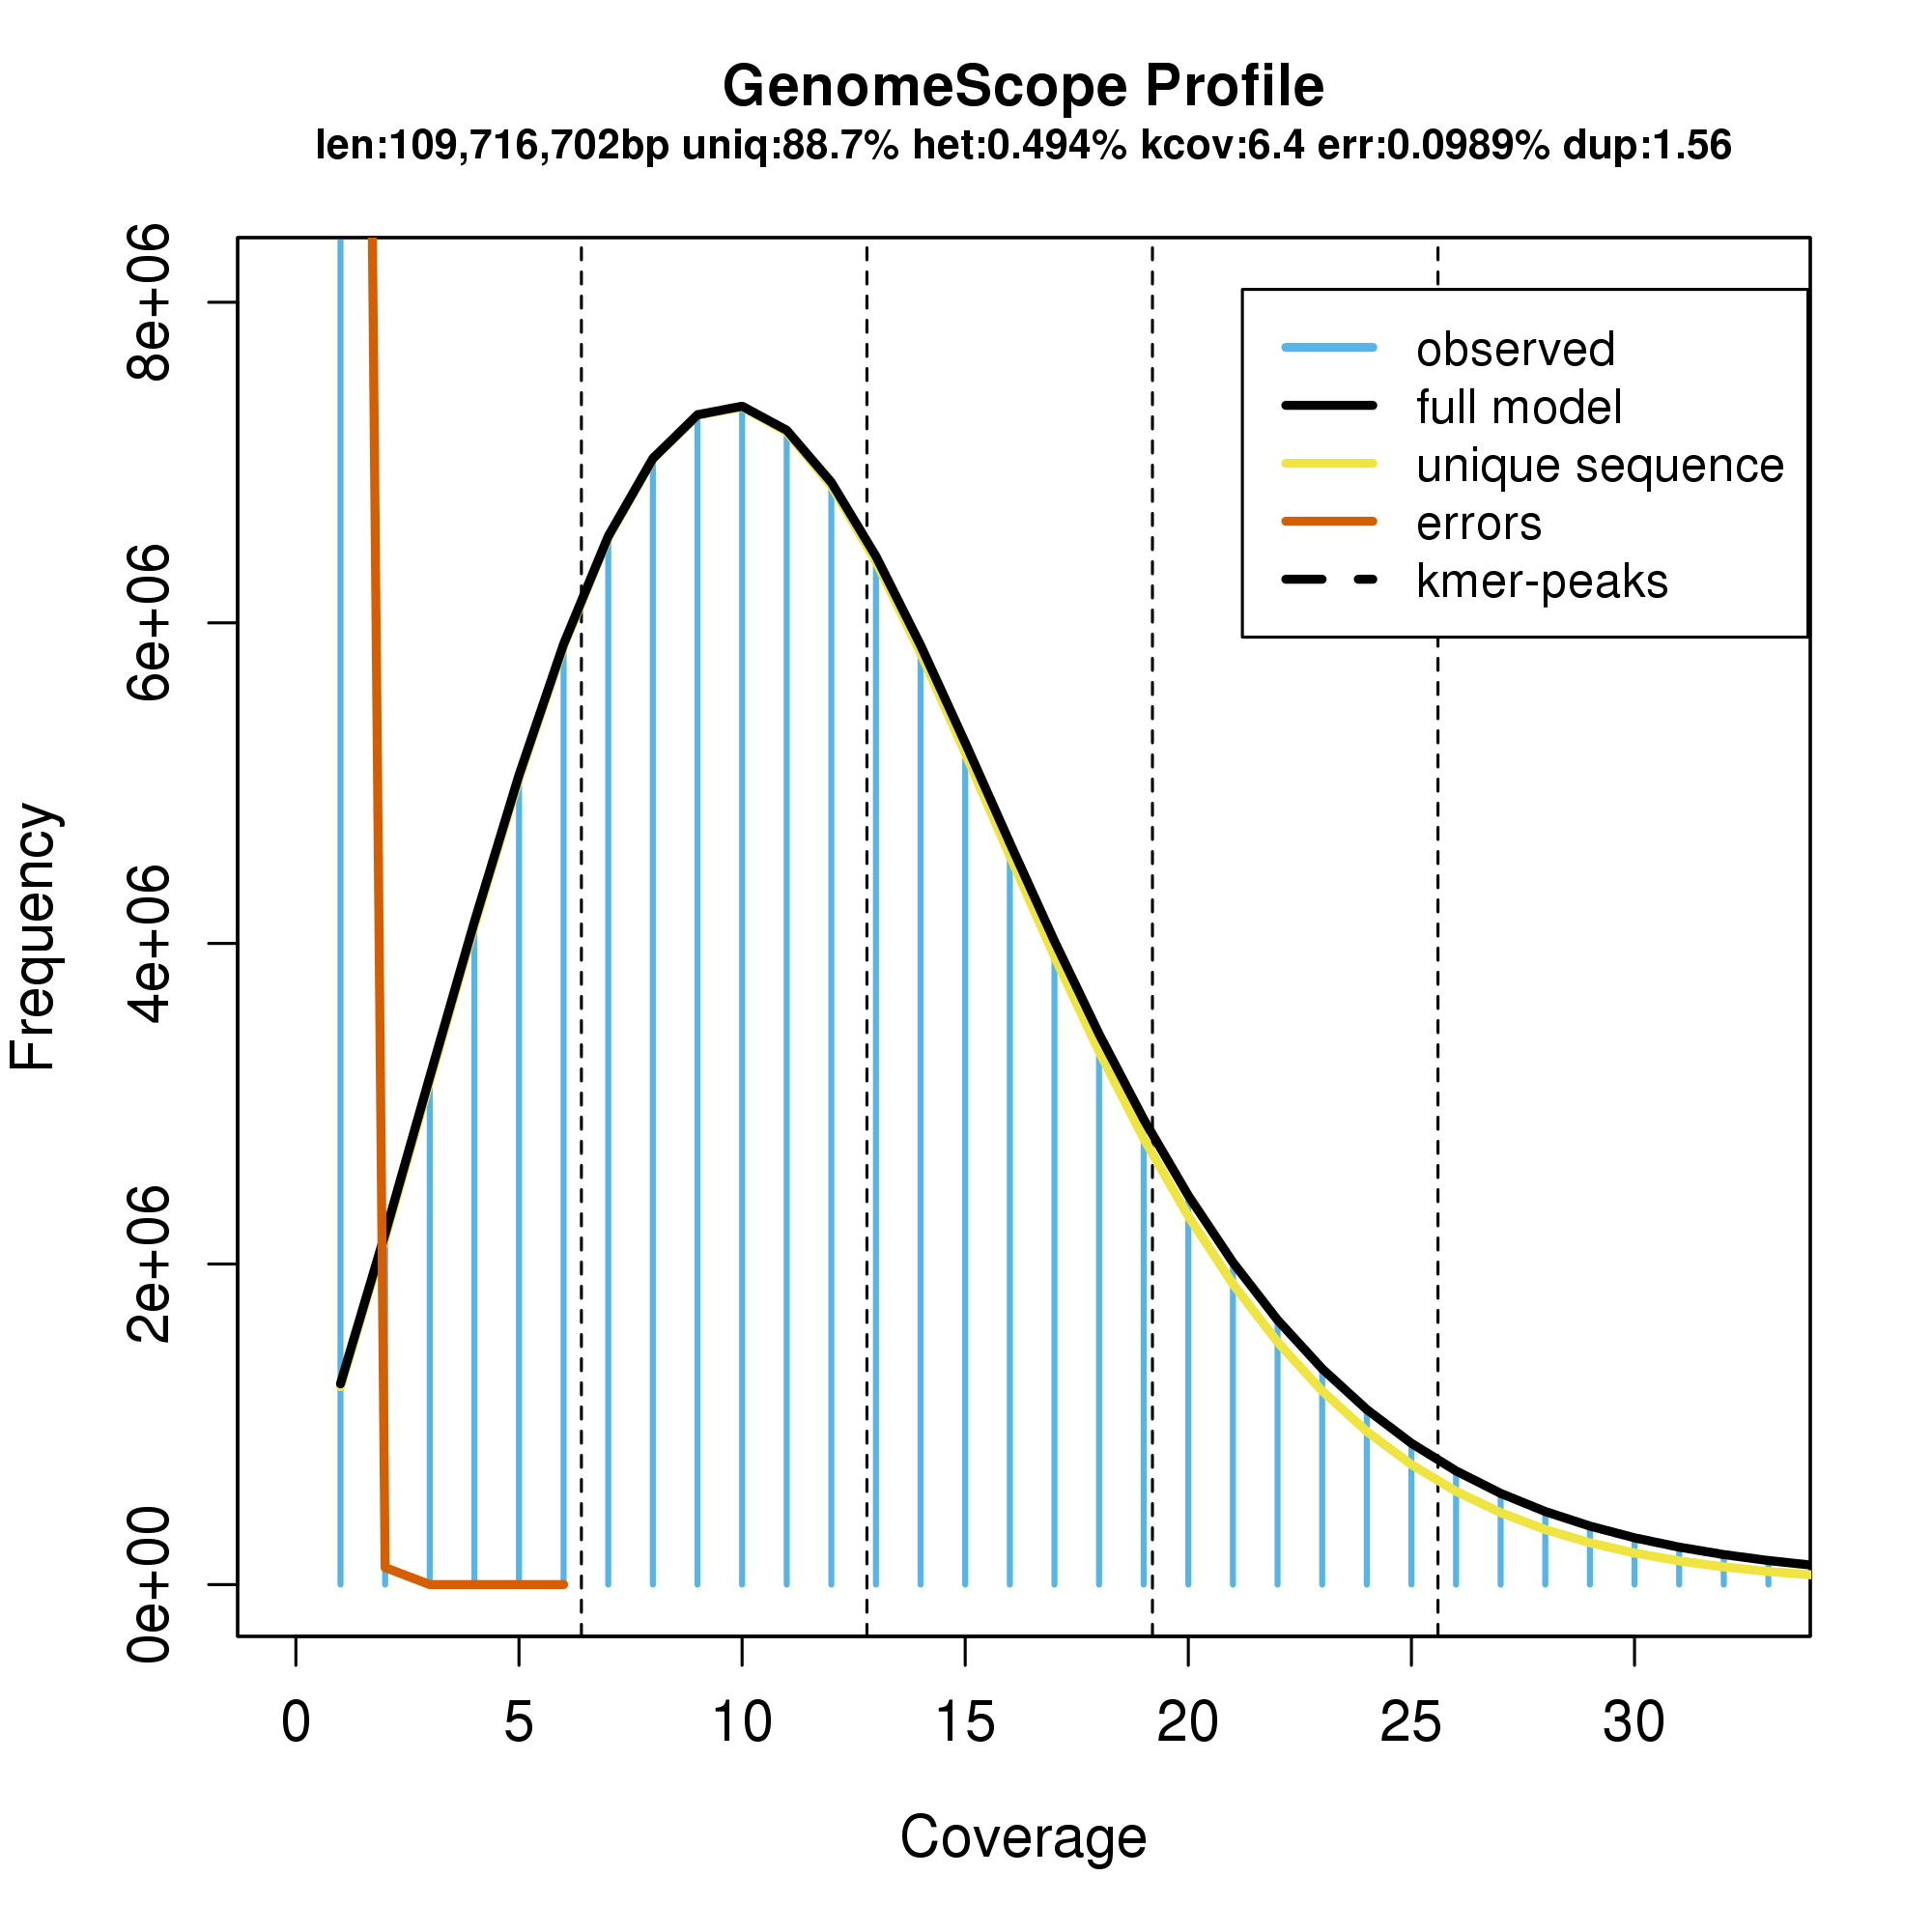 GenomeScope Profile
len:109,716,702bp uniq:88.7% het:0.494% kcov:6.4 err:0.0989% dup:1.56
observed
full model
unique sequence
errors
kmer-peaks
Frequency
8e+06
6e+06
4e+06
2e+06
0e+00
0 5 10 15 20 25 30
Coverage